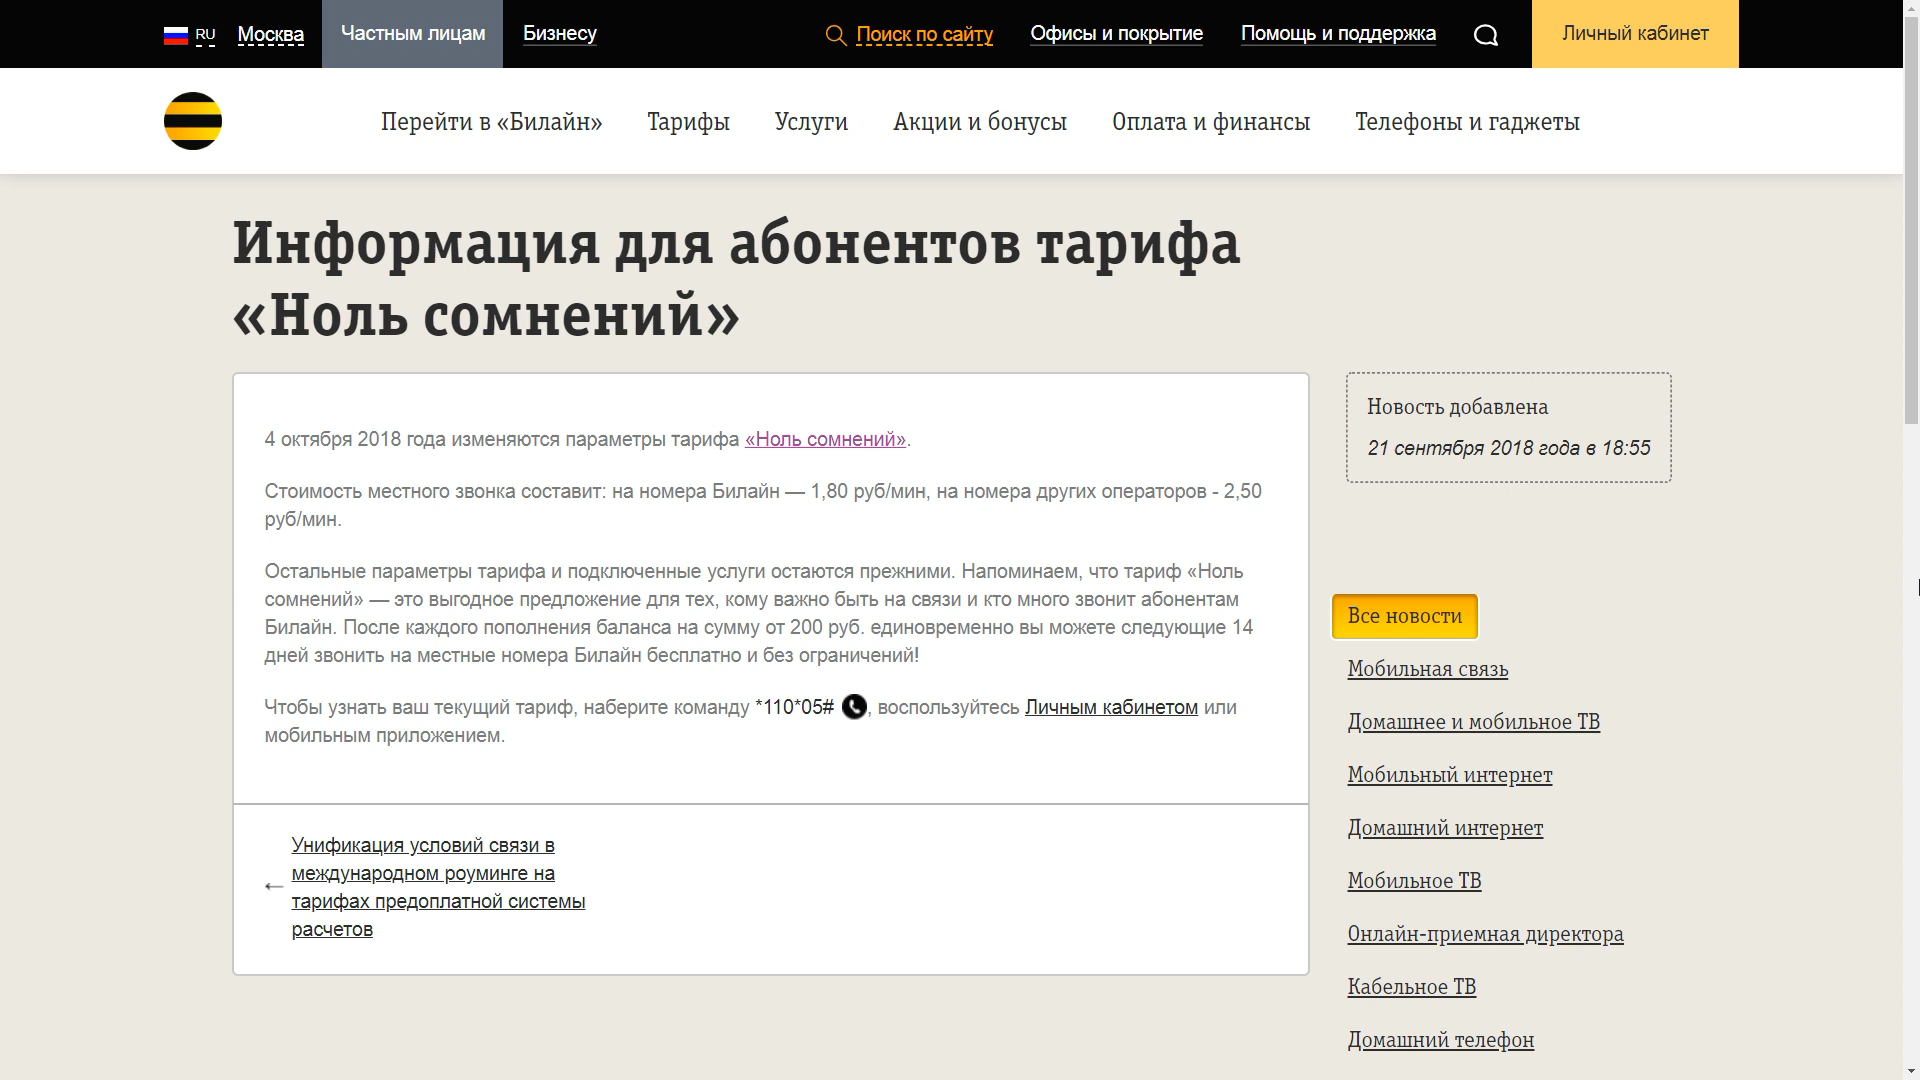 RU Москва Частным лицам Бизнесу Поиск по сайту Офисы и покрытие Помощь и поддержка Личный кабинет
Перейти в «Билайн» Тарифы Услуги Акции и бонусы Оплата и финансы Телефоны и гаджеты
Информация для абонентов тарифа
«Ноль сомнений»
4 октября 2018 года изменяются параметры тарифа «Ноль сомнений».
Стоимость местного звонка составит: на номера Билайн — 1,80 руб/мин, на номера других операторов - 2,50
руб/мин.
Остальные параметры тарифа и подключенные услуги остаются прежними. Напоминаем, что тариф «Ноль
сомнений» — это выгодное предложение для тех, кому важно быть на связи и кто много звонит абонентам
Билайн. После каждого пополнения баланса на сумму от 200 руб. единовременно вы можете следующие 14
дней звонить на местные номера Билайн бесплатно и без ограничений!
Чтобы узнать ваш текущий тариф, наберите команду *110*05# , воспользуйтесь Личным кабинетом или
мобильным приложением.
Унификация условий связи в
международном роуминге на
тарифах предоплатной системы
расчетов
Новость добавлена
21 сентября 2018 года в 18:55
Все новости
Мобильная связь
Домашнее и мобильное ТВ
Мобильный интернет
Домашний интернет
Мобильное ТВ
Онлайн-приемная директора
Кабельное ТВ
Домашний телефон